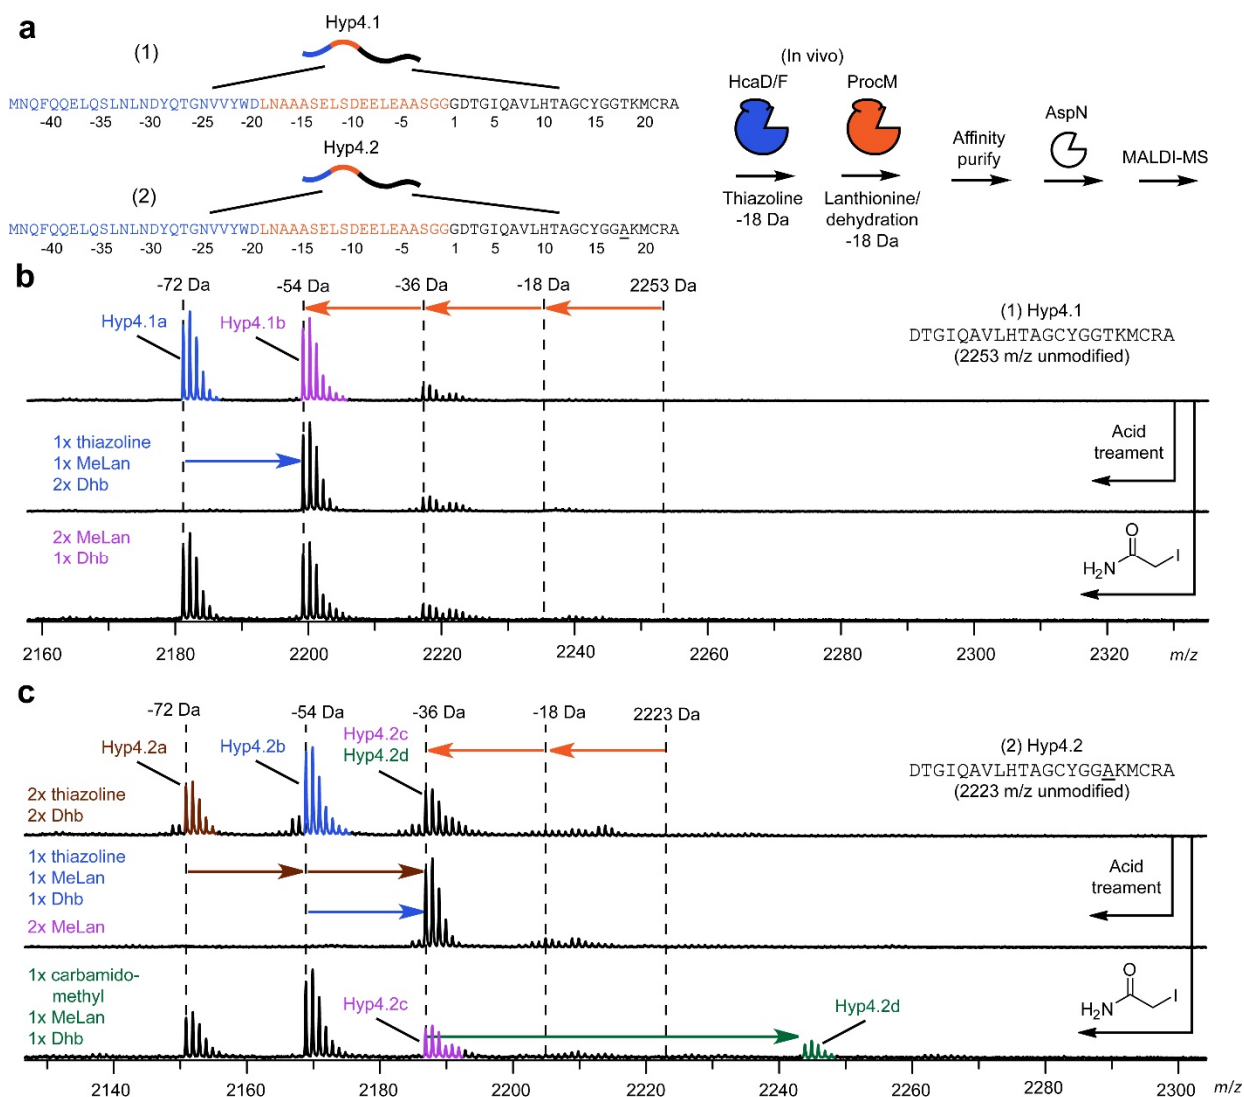 a
(1)
Hyp4.1
MNQFQQELQSLNLNDYQTGNVVYWDLNAAASELSDEELEAASGGGDTGIQAVLHTAGCYGGTKMCRA
-40 -35 -30 -25 -20 -15 -10 -5 1 5 10 15 20
(2)
Hyp4.2
MNQFQQELQSLNLNDYQTGNVVYWDLNAAASELSDEELEAASGGGDTGIQAVLHTAGCYGGAKMCRA
-40 -35 -30 -25 -20 -15 -10 -5 1 5 10 15 20
(In vivo)
HcaD/F
ProcM
Thiazoline
-18 Da
Lanthionine/
dehydration
-18 Da
Affinity
purify
AspN
MALDI-MS
b
-72 Da
-54 Da
-36 Da
-18 Da
2253 Da
Hyp4.1a
Hyp4.1b
(1) Hyp4.1
DTGIQAVLHTAGCYGGTKMCRA
(2253 m/z unmodified)
1x thiazoline
1x MeLan
2x Dhb
Acid
treament
2x MeLan
1x Dhb
O
H2N
I
2160 2180 2200 2220 2240 2260 2280 2300 2320 m/z
c
-72 Da
-54 Da
-36 Da
-18 Da
2223 Da
Hyp4.2a
Hyp4.2b
Hyp4.2c
Hyp4.2d
(2) Hyp4.2
DTGIQAVLHTAGCYGGAKMCRA
(2223 m/z unmodified)
2x thiazoline
2x Dhb
1x thiazoline
1x MeLan
1x Dhb
2x MeLan
Acid
treament
1x carbamido-
methyl
1x MeLan
1x Dhb
Hyp4.2c
Hyp4.2d
O
H2N
I
2140 2160 2180 2200 2220 2240 2260 2280 2300 m/z